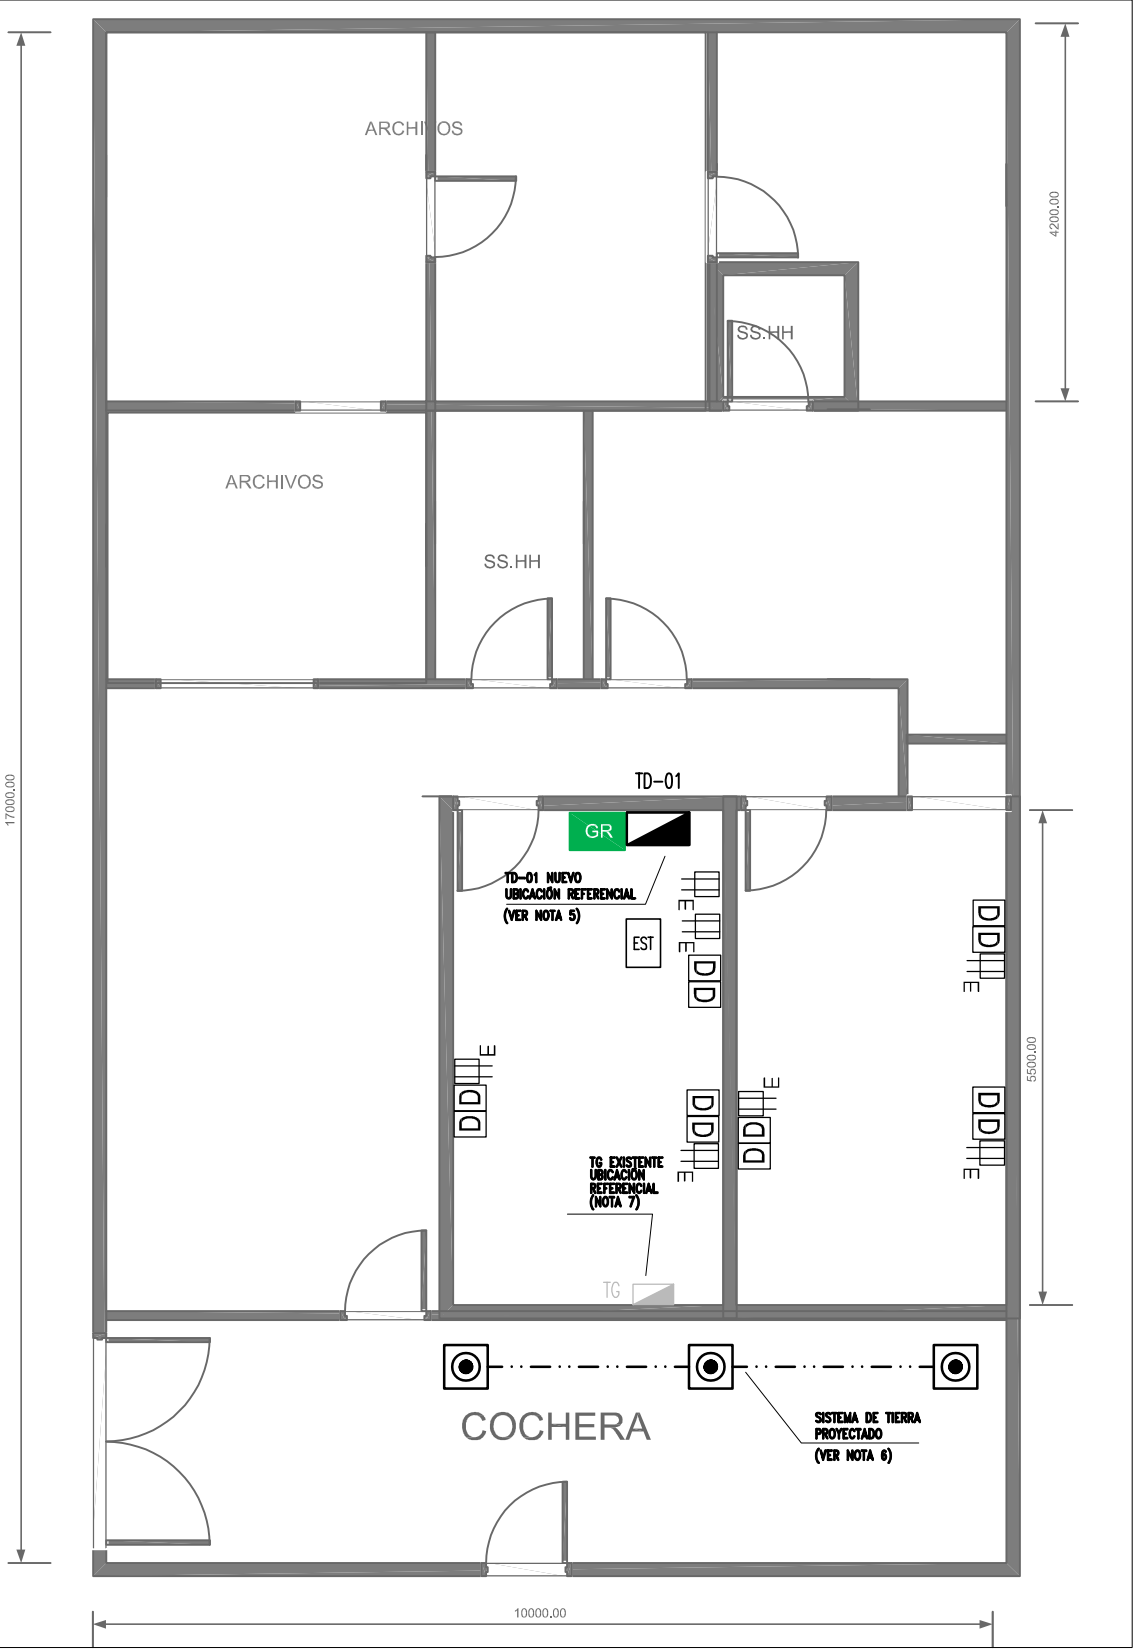 ARCHIVOS
4200.00
SS.HH
ARCHIVOS
SS.HH
17000.00
TD-01
GR
TD-01 NUEVO
UBICACIÓN REFERENCIAL
(VER NOTA 5)
E
E
EST
D
D
D
D
E
E
D
D
5500.00
D
D
E
E
D
D
D
D
E
TG EXISTENTE
UBICACIÓN
REFERENCIAL
(NOTA 7)
E
TG
COCHERA
SISTEMA DE TIERRA
PROYECTADO
(VER NOTA 6)
10000.00